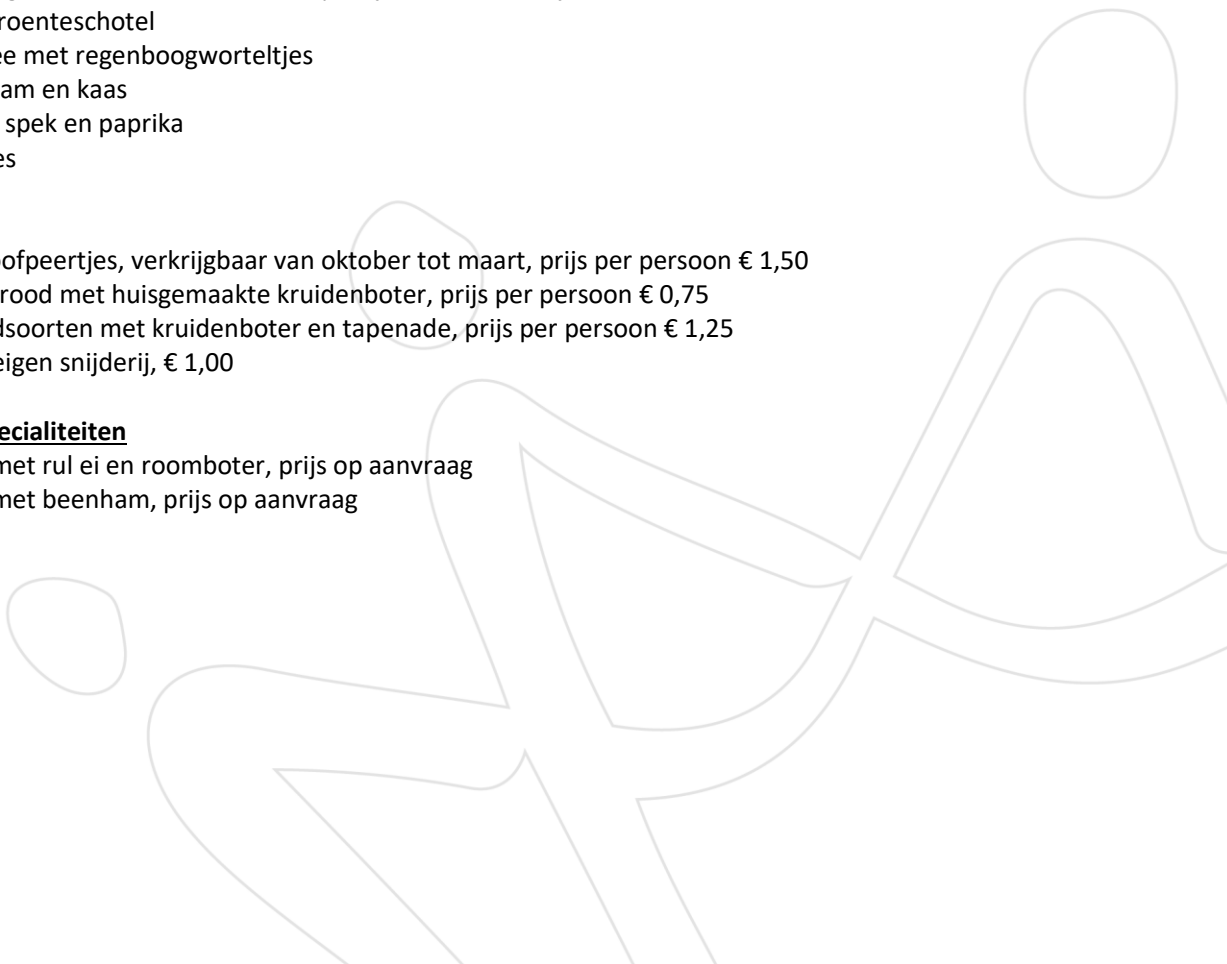 roenteschotel
ee met regenboogworteltjes
am en kaas
spek en paprika
es
ofpeertjes, verkrijgbaar van oktober tot maart, prijs per persoon € 1,50
rood met huisgemaakte kruidenboter, prijs per persoon € 0,75
dsoorten met kruidenboter en tapenade, prijs per persoon € 1,25
eigen snijderij, € 1,00
ecialiteiten
met rul ei en roomboter, prijs op aanvraag
met beenham, prijs op aanvraag